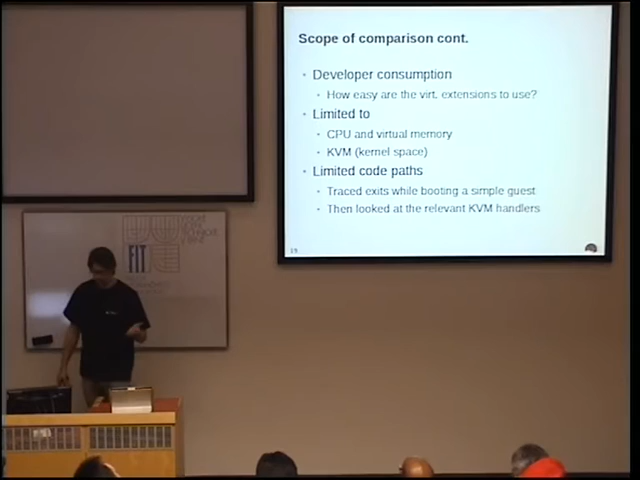 Scope of comparison cont.
Developer consumption
How easy are the virt. extensions to use?
Limited to
CPU and virtual memory
KVM (kernel space)
Limited code paths
Traced exits while booting a simple guest
Then looked at the relevant KVM handlers
15
FIT